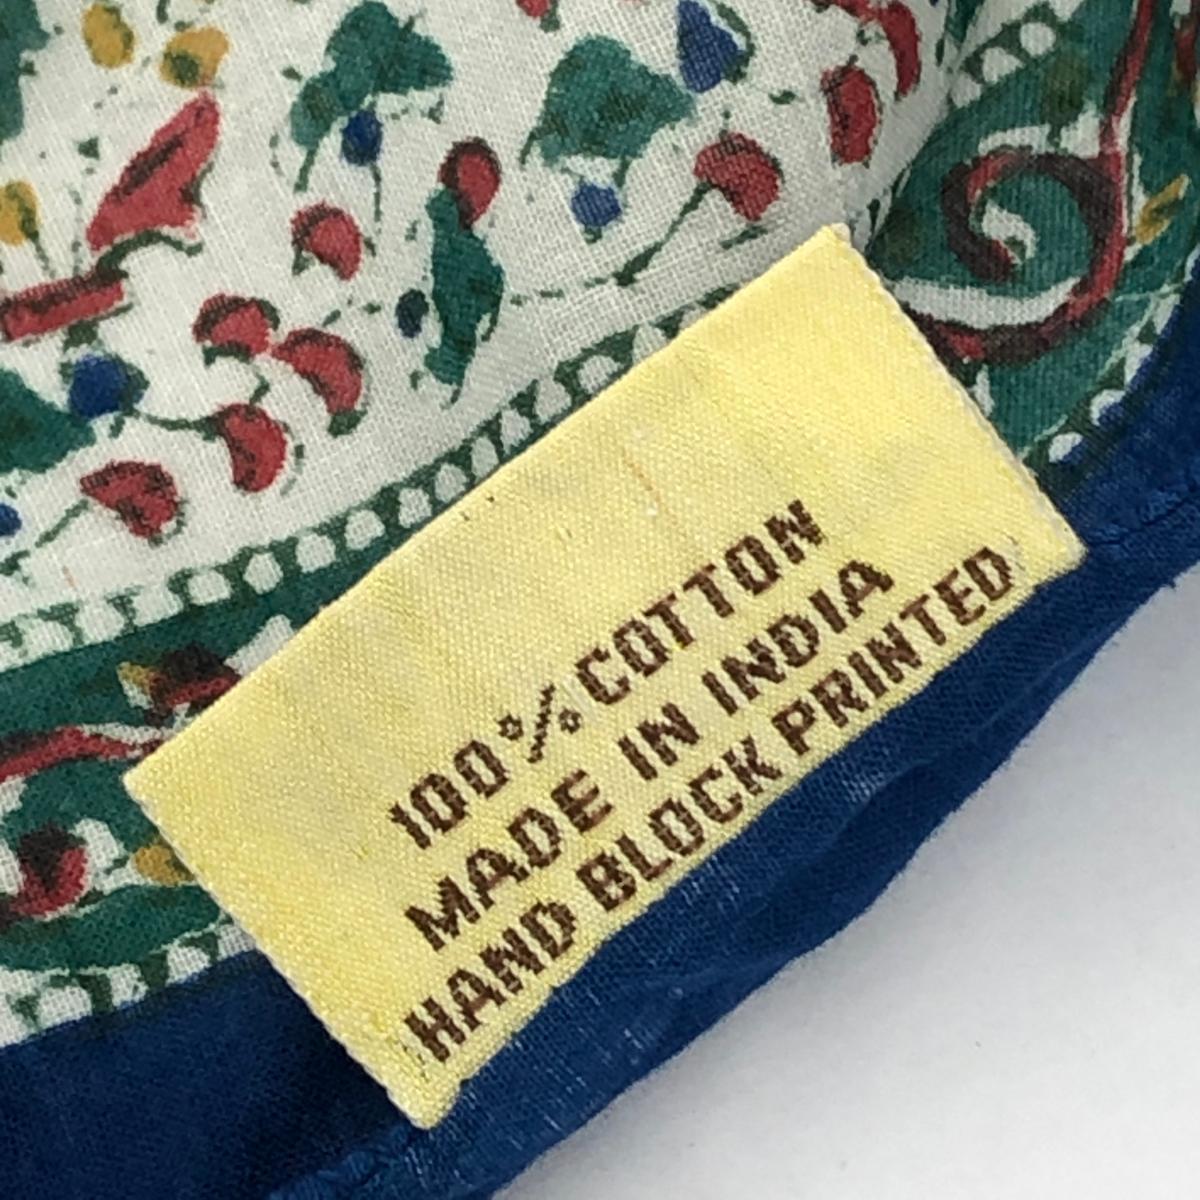 100% COTTON
MADE IN INDIA
HAND BLOCK PRINTED